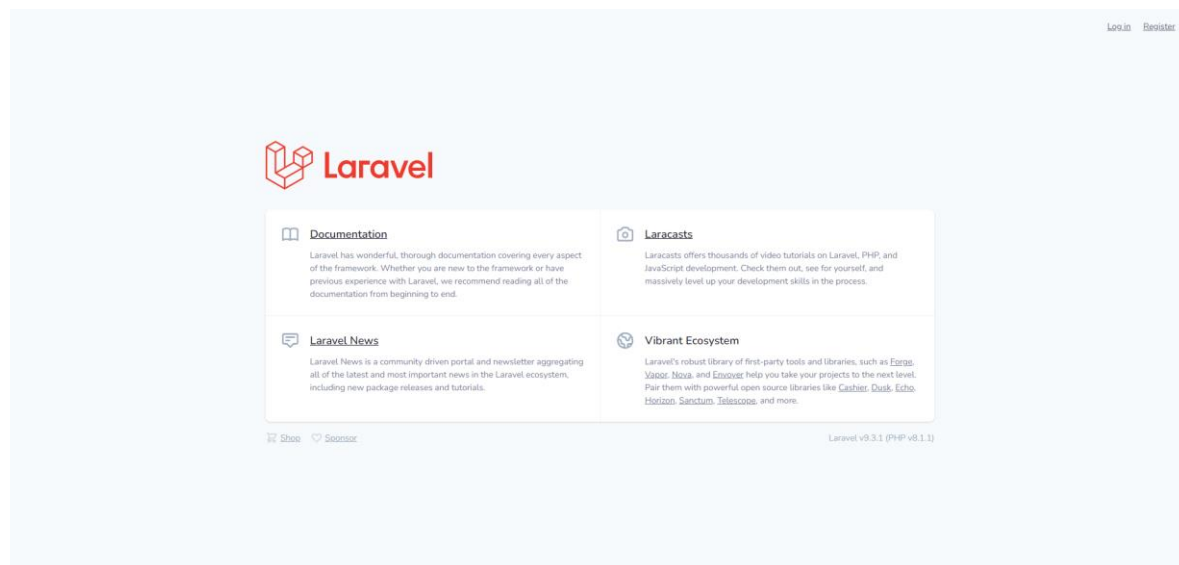 Log in Register
Laravel
Documentation
Laravel has wonderful, thorough documentation covering every aspect
of the framework. Whether you are new to the framework or have
previous experience with Laravel, we recommend reading all of the
documentation from beginning to end.
Laracasts
Laracasts offers thousands of video tutorials on Laravel, PHP, and
JavaScript development. Check them out, see for yourself, and
massively level up your development skills in the process.
Laravel News
Laravel News is a community driven portal and newsletter aggregating
all of the latest and most important news in the Laravel ecosystem,
including new package releases and tutorials.
Vibrant Ecosystem
Laravel's robust library of first-party tools and libraries, such as Forge,
Vapor, Nova, and Envoyer help you take your projects to the next level.
Pair them with powerful open source libraries like Cashier, Dusk, Echo,
Horizon, Sanctum, Telescope, and more.
Shop Sponsor
Laravel v9.3.1 (PHP v8.1.1)